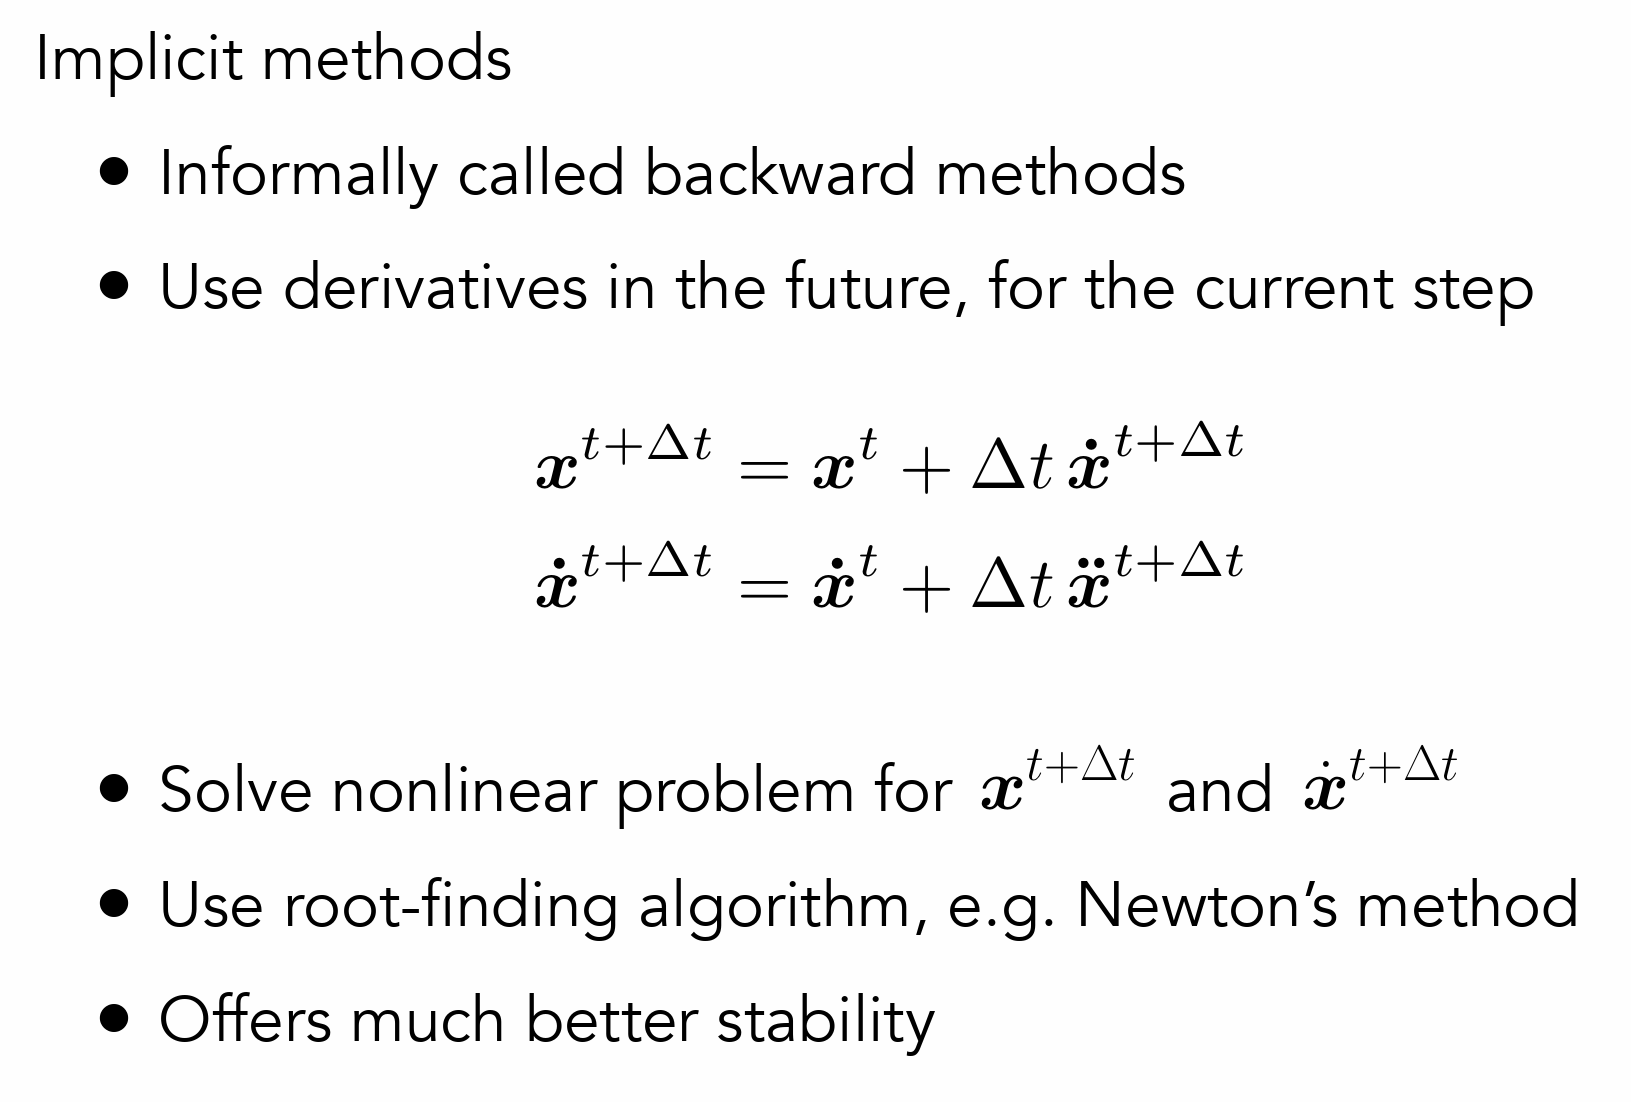 Implicit methods
• Informally called backward methods
• Use derivatives in the future, for the current step
$\boldsymbol{x}^{t+\Delta t} = \boldsymbol{x}^{t} + \Delta t \, \dot{\boldsymbol{x}}^{t+\Delta t}$
$\dot{\boldsymbol{x}}^{t+\Delta t} = \dot{\boldsymbol{x}}^{t} + \Delta t \, \ddot{\boldsymbol{x}}^{t+\Delta t}$
• Solve nonlinear problem for $\boldsymbol{x}^{t+\Delta t}$ and $\dot{\boldsymbol{x}}^{t+\Delta t}$
• Use root-finding algorithm, e.g. Newton’s method
• Offers much better stability